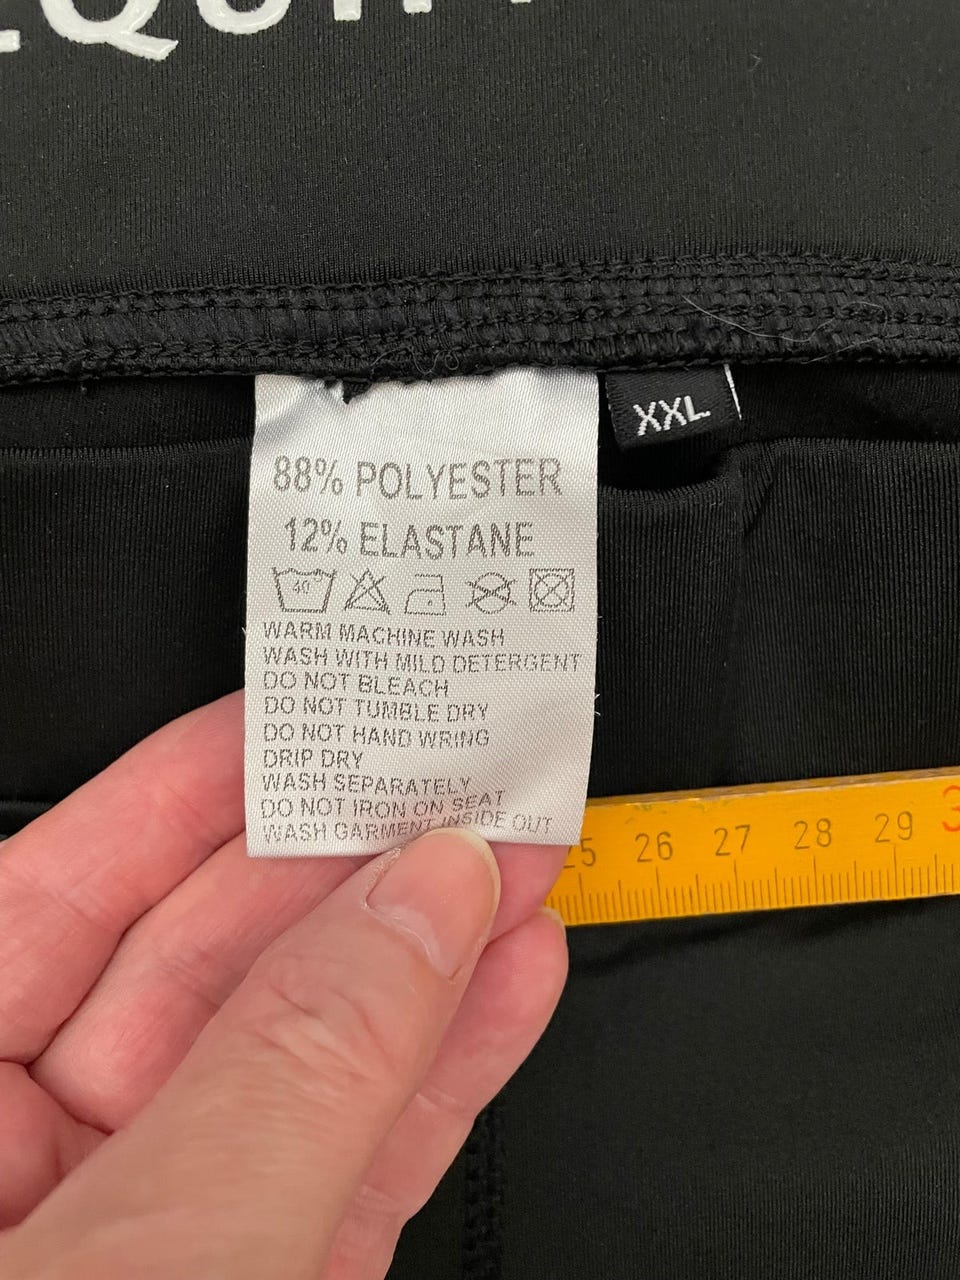 XXL
88% POLYESTER
12% ELASTANE
40
WARM MACHINE WASH
WASH WITH MILD DETERGENT
DO NOT BLEACH
DO NOT TUMBLE DRY
DO NOT HAND WRING
DRIP DRY
WASH SEPARATELY
DO NOT IRON ON SEAT
WASH GARMENT INSIDE OUT
25 26 27 28 29